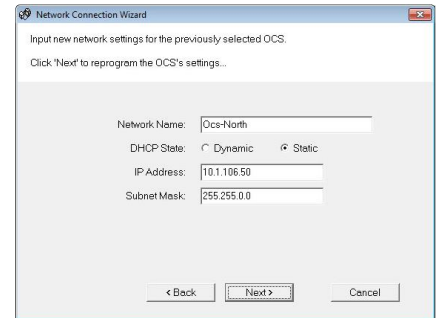 Network Connection Wizard
Input new network settings for the previously selected OCS.
Click 'Next' to reprogram the OCS's settings...
Network Name: Ocs-North
DHCP State: Dynamic Static
IP Address: 10.1.106.50
Subnet Mask: 255.255.0.0
< Back Next > Cancel